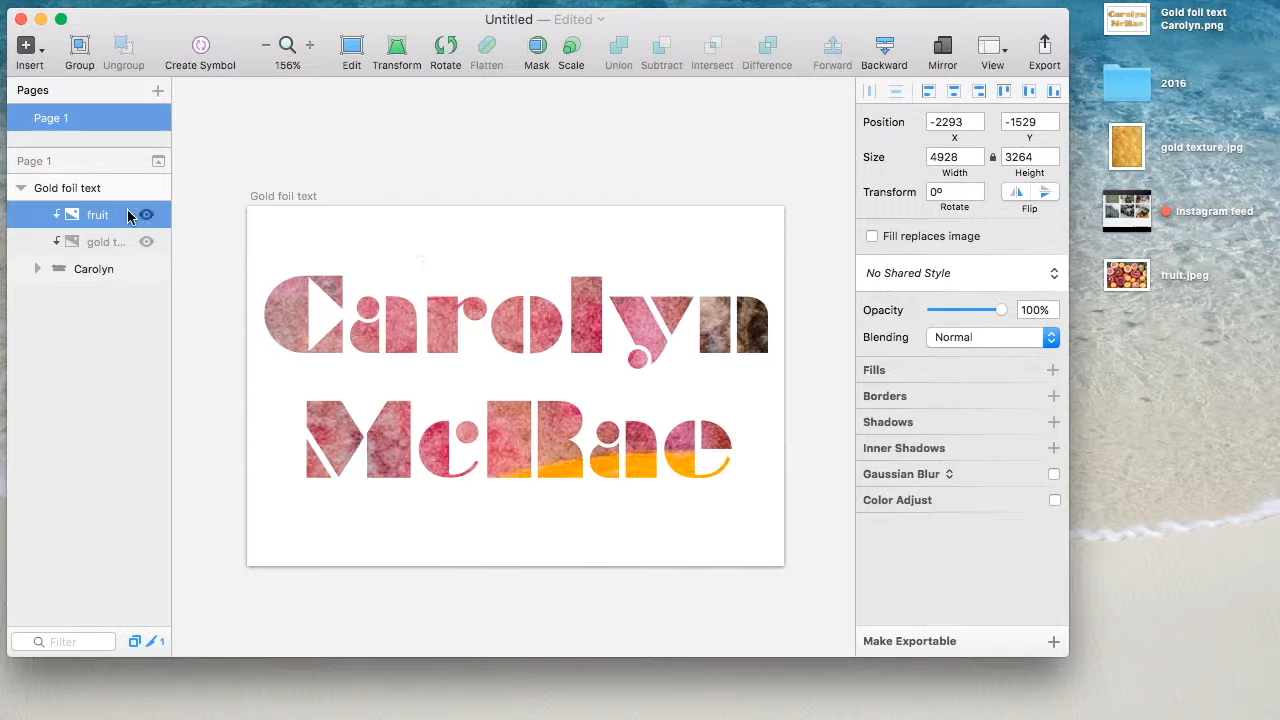 Untitled — Edited
Insert Group Ungroup Create Symbol 156% Edit Transform Rotate Flatten Mask Scale Union Subtract Intersect Difference Forward Backward Mirror View Export
Pages
Page 1
Page 1
Gold foil text
fruit
gold t...
Carolyn
Filter
1
Gold foil text
Carolyn
McRae
Position -2293 -1529
X Y
Size 4928 3264
Width Height
Transform 0º
Rotate Flip
Fill replaces image
Shared Style
Opacity 100%
Blending Normal
Fills
Borders
Shadows
Inner Shadows
Gaussian Blur
Color Adjust
Make Exportable
Gold foil text
Carolyn.png
2016
gold texture.jpg
Instagram feed
fruit.jpeg